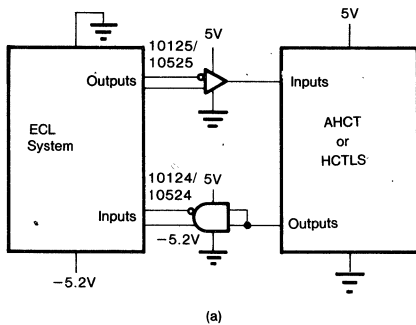 10125/
10525
5V
5V
Outputs
Inputs
ECL
System
AHCT
or
HCTLS
10124/
10524
5V
Inputs
Outputs
−5.2V
−5.2V
(a)